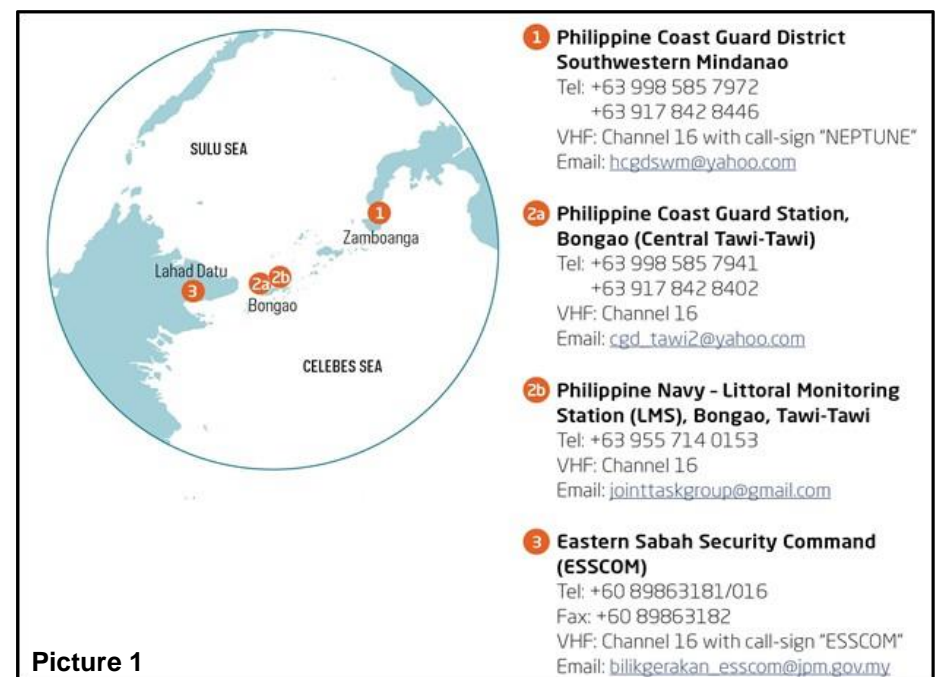 SULU SEA
1
Zamboanga
Lahad Datu
3
2a
2b
Bongao
CELEBES SEA
Picture 1
1 Philippine Coast Guard District
Southwestern Mindanao
Tel: +63 998 585 7972
+63 917 842 8446
VHF: Channel 16 with call-sign "NEPTUNE"
Email: hcgdswm@yahoo.com
2a Philippine Coast Guard Station,
Bongao (Central Tawi-Tawi)
Tel: +63 998 585 7941
+63 917 842 8402
VHF: Channel 16
Email: cgd_tawi2@yahoo.com
2b Philippine Navy - Littoral Monitoring
Station (LMS), Bongao, Tawi-Tawi
Tel: +63 955 714 0153
VHF: Channel 16
Email: jointtaskgroup@gmail.com
3 Eastern Sabah Security Command
(ESSCOM)
Tel: +60 89863181/016
Fax: +60 89863182
VHF: Channel 16 with call-sign "ESSCOM"
Email: bilikgerakan_esscom@jpm.gov.my